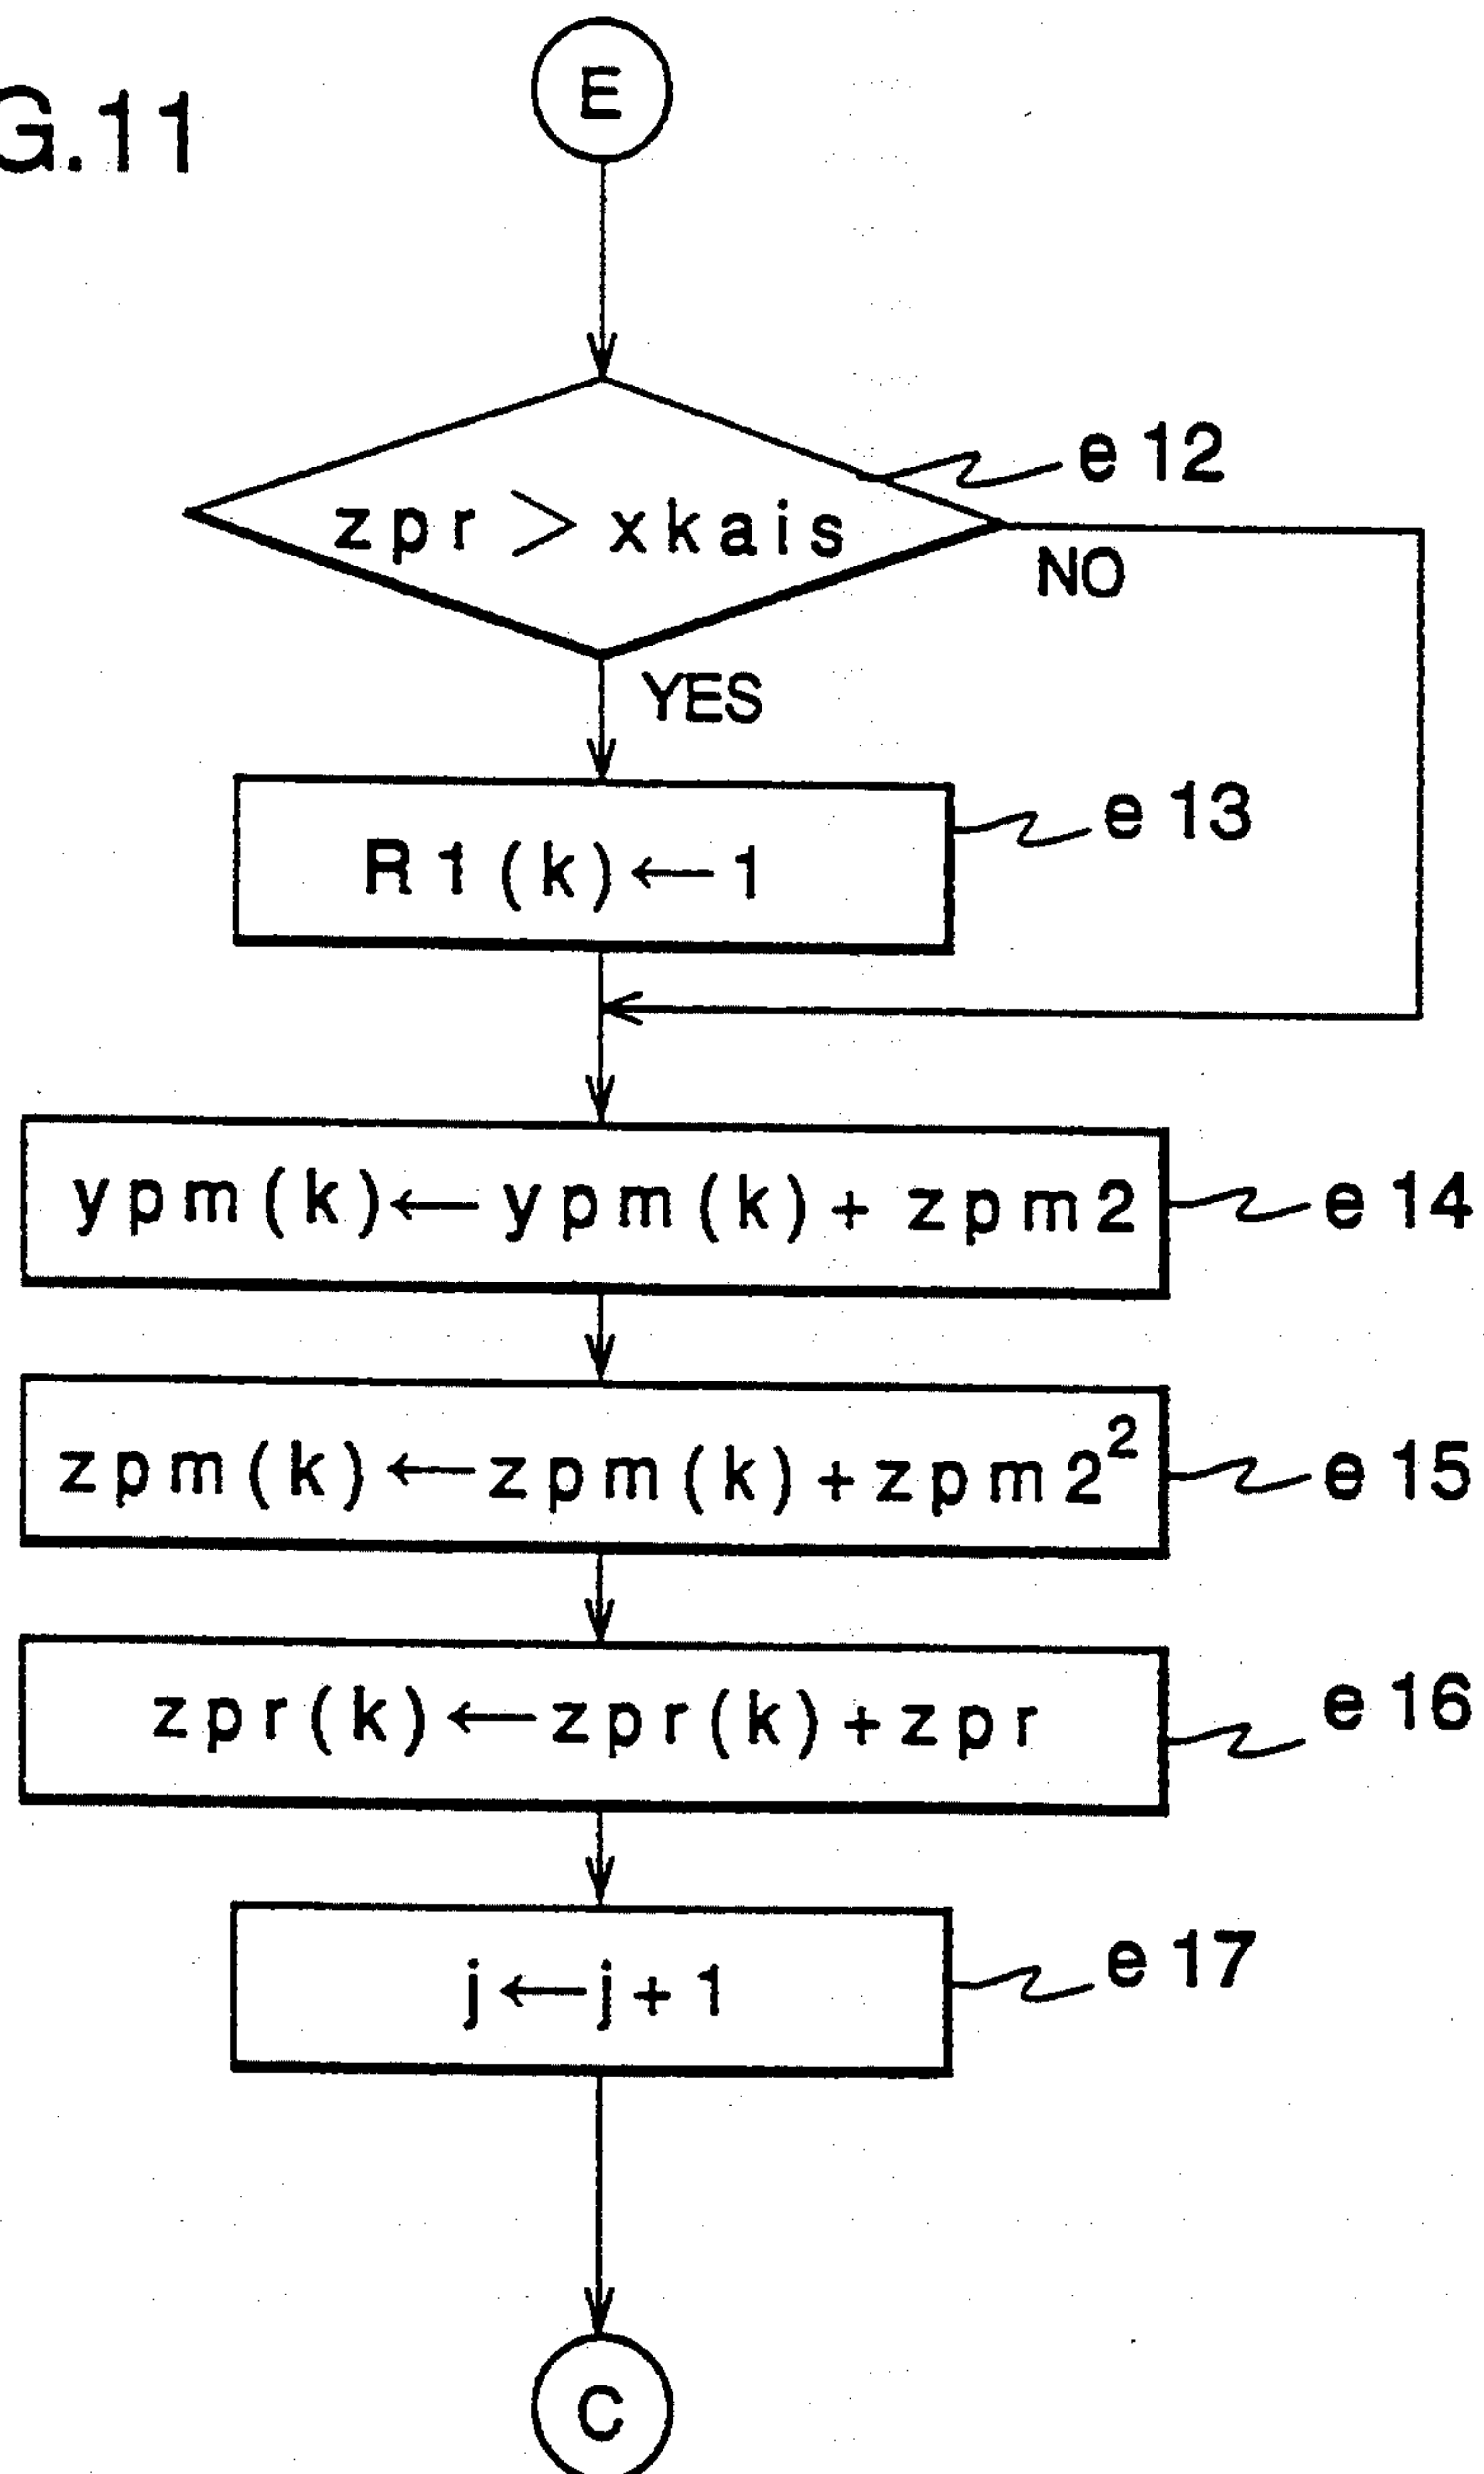 G.11
E
zpr > xkais
e12
NO
YES
R1(k)←1
e13
ypm(k)←ypm(k)+zpm2
e14
zpm(k)←zpm(k)+zpm2²
e15
zpr(k)←zpr(k)+zpr
e16
j←j+1
e17
C